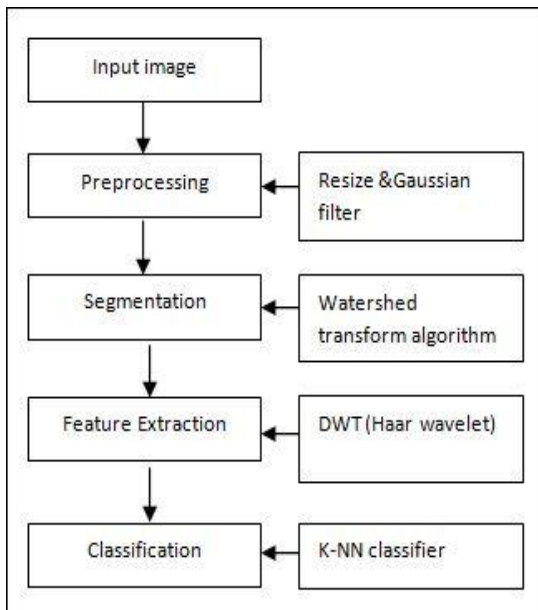 Input image
Preprocessing
Resize &Gaussian
filter
Segmentation
Watershed
transform algorithm
Feature Extraction
DWT (Haar wavelet)
Classification
K-NN classifier